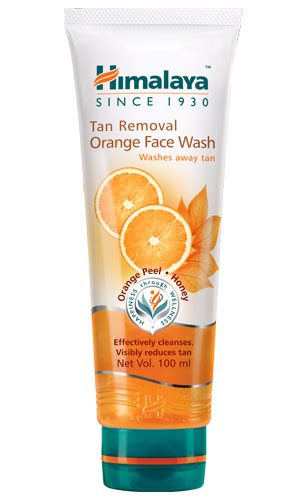 Himalaya™
SINCE 1930
Tan Removal
Orange Face Wash
Washes away tan
Orange Peel • Honey
HAPPINESS through WELLNESS
Effectively cleanses.
Visibly reduces tan
Net Vol. 100 ml